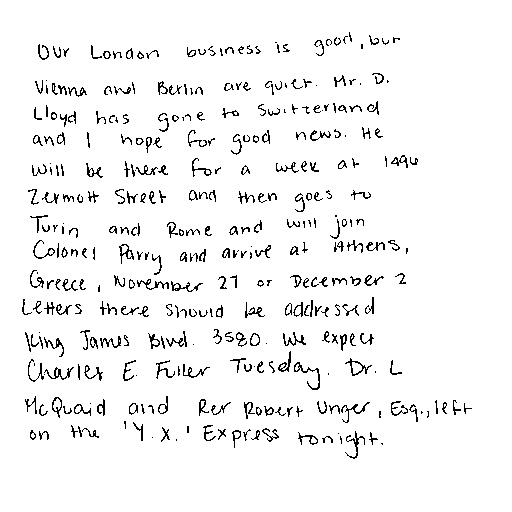 Our London business is good, but
Vienna and Berlin are quiet. Mr. D.
Lloyd has gone to Switzerland
and I hope for good news. He
will be there for a week at 1496
Zermott Street and then goes to
Turin and Rome and will join
Colonel Parry and arrive at Athens,
Greece, November 27 or December 2
Letters there should be addressed
King James Blvd. 3580. We expect
Charles E. Fuller Tuesday. Dr. L
McQuaid and Rer Robert Unger, Esq., left
on the 'Y.X.' Express tonight.